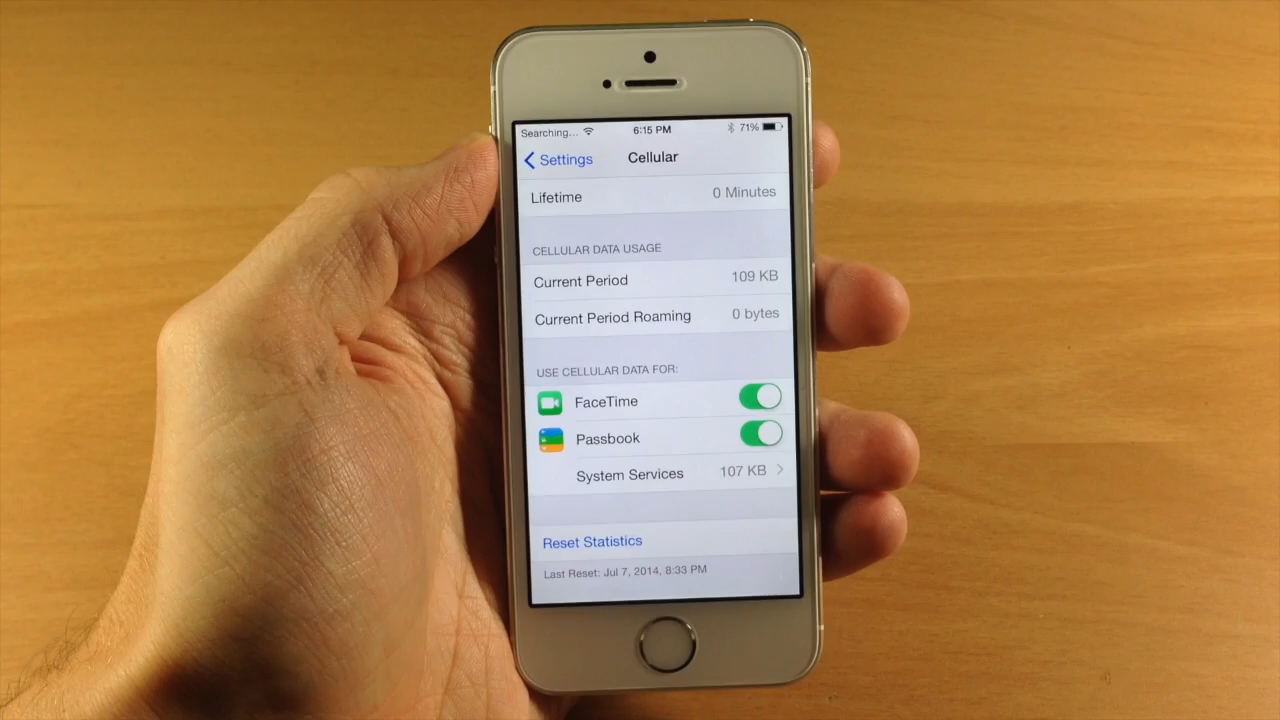 Searching... 6:15 PM 71%
Settings Cellular
Lifetime 0 Minutes
CELLULAR DATA USAGE
Current Period 109 KB
Current Period Roaming 0 bytes
USE CELLULAR DATA FOR:
FaceTime
Passbook
System Services 107 KB
Reset Statistics
Last Reset: Jul 7, 2014, 8:33 PM